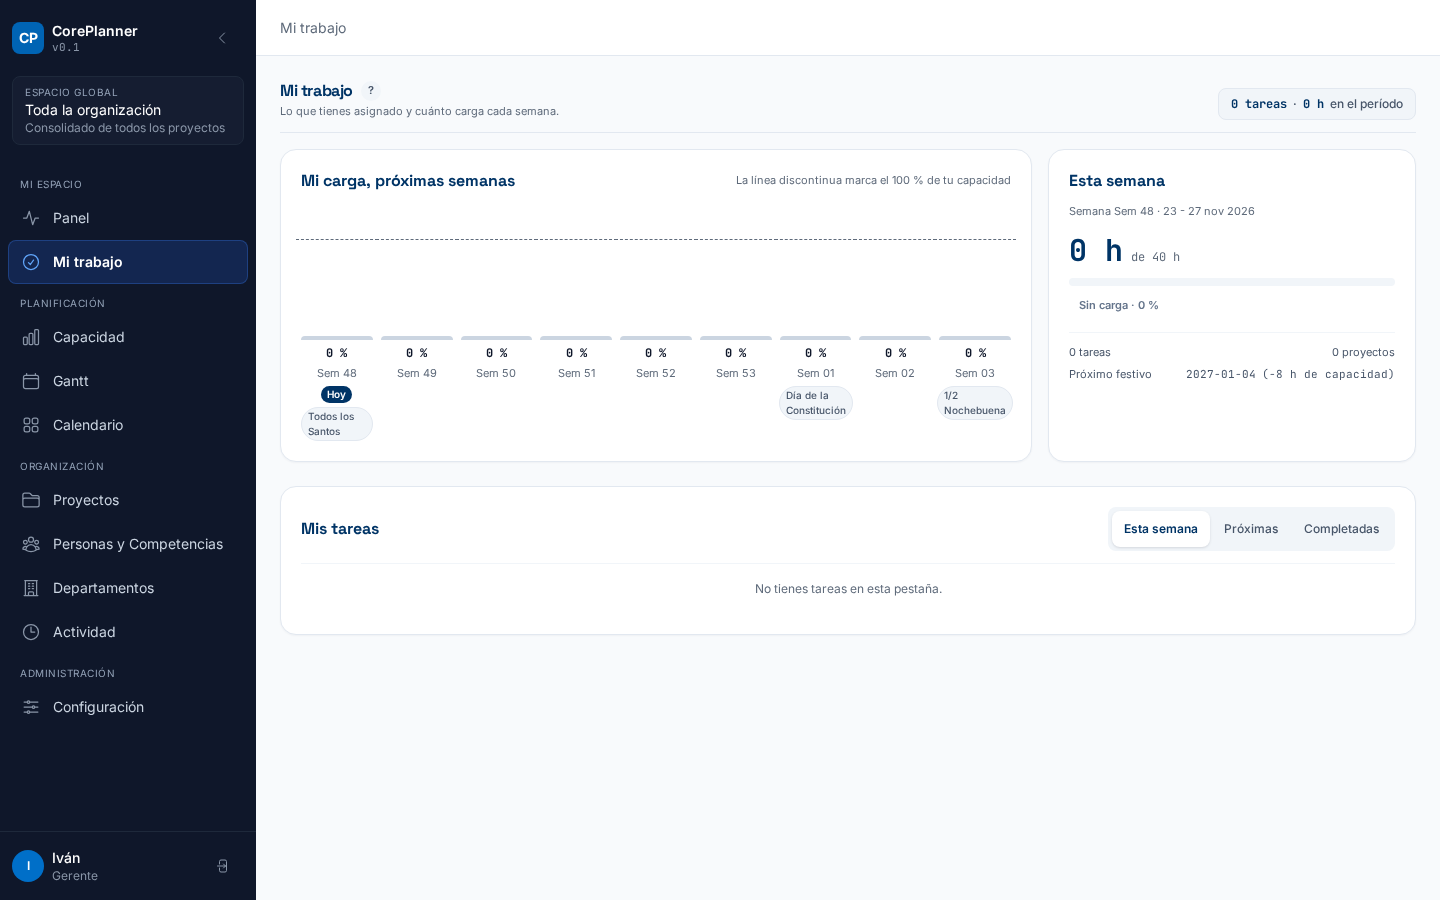 CP
CorePlanner
v0.1
ESPACIO GLOBAL
Toda la organización
Consolidado de todos los proyectos
MI ESPACIO
Panel
Mi trabajo
PLANIFICACIÓN
Capacidad
Gantt
Calendario
ORGANIZACIÓN
Proyectos
Personas y Competencias
Departamentos
Actividad
ADMINISTRACIÓN
Configuración
I
Iván
Gerente
Mi trabajo
Mi trabajo ?
Lo que tienes asignado y cuánto carga cada semana.
0 tareas · 0 h en el período
Mi carga, próximas semanas
La línea discontinua marca el 100 % de tu capacidad
0 % 0 % 0 % 0 % 0 % 0 % 0 % 0 % 0 %
Sem 48 Sem 49 Sem 50 Sem 51 Sem 52 Sem 53 Sem 01 Sem 02 Sem 03
Hoy
Todos los
Santos
Día de la
Constitución
1/2
Nochebuena
Esta semana
Semana Sem 48 · 23 - 27 nov 2026
0 h de 40 h
Sin carga · 0 %
0 tareas 0 proyectos
Próximo festivo 2027-01-04 (-8 h de capacidad)
Mis tareas
Esta semana Próximas Completadas
No tienes tareas en esta pestaña.